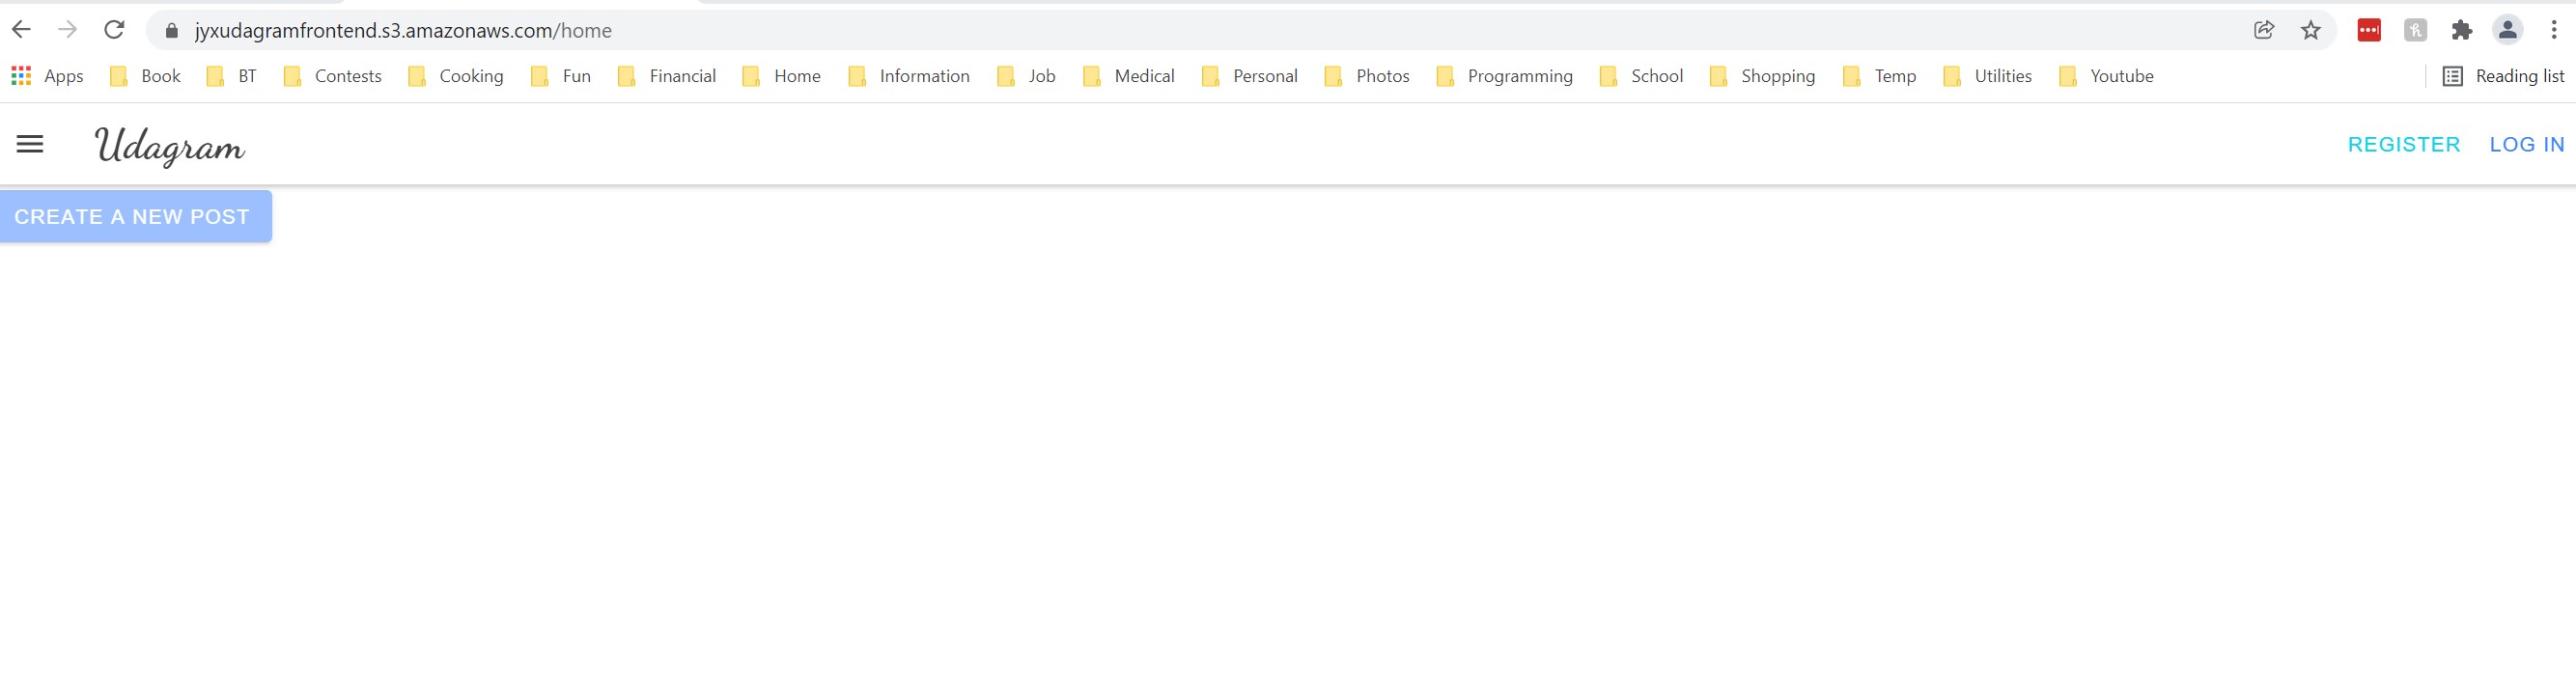 jyxudagramfrontend.s3.amazonaws.com/home
Apps Book BT Contests Cooking Fun Financial Home Information Job Medical Personal Photos Programming School Shopping Temp Utilities Youtube Reading list
Udagram REGISTER LOG IN
CREATE A NEW POST